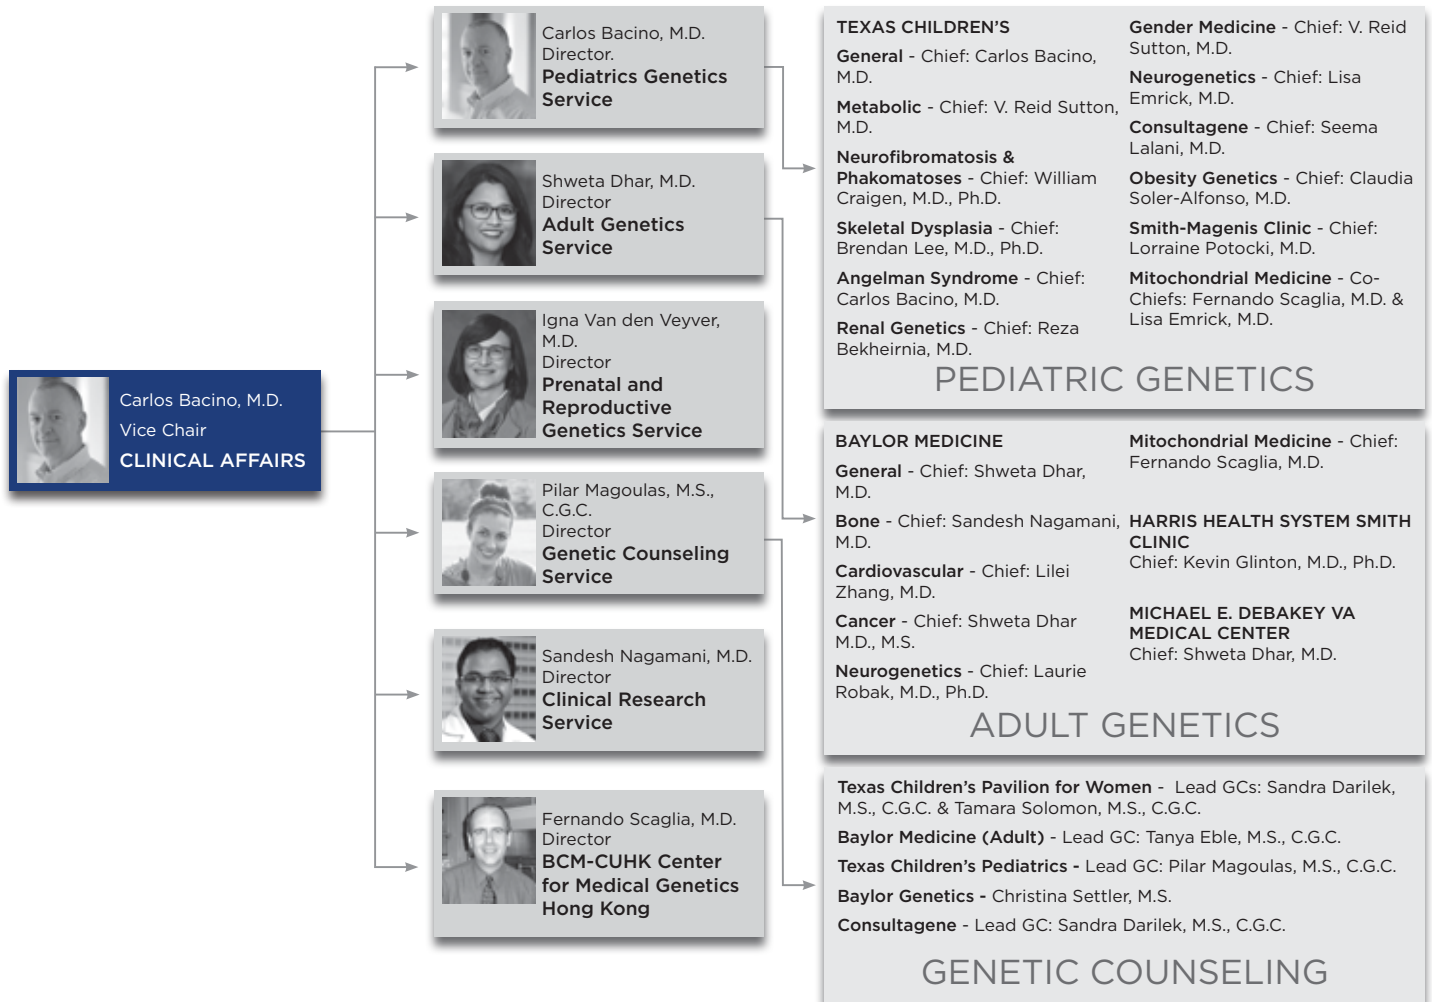 Carlos Bacino, M.D.
Vice Chair
CLINICAL AFFAIRS
Carlos Bacino, M.D.
Director.
Pediatrics Genetics
Service
Shweta Dhar, M.D.
Director
Adult Genetics
Service
Igna Van den Veyver,
M.D.
Director
Prenatal and
Reproductive
Genetics Service
Pilar Magoulas, M.S.,
C.G.C.
Director
Genetic Counseling
Service
Sandesh Nagamani, M.D.
Director
Clinical Research
Service
Fernando Scaglia, M.D.
Director
BCM-CUHK Center
for Medical Genetics
Hong Kong
TEXAS CHILDREN’S
General - Chief: Carlos Bacino,
M.D.
Metabolic - Chief: V. Reid Sutton,
M.D.
Neurofibromatosis &
Phakomatoses - Chief: William
Craigen, M.D., Ph.D.
Skeletal Dysplasia - Chief:
Brendan Lee, M.D., Ph.D.
Angelman Syndrome - Chief:
Carlos Bacino, M.D.
Renal Genetics - Chief: Reza
Bekheirnia, M.D.
Gender Medicine - Chief: V. Reid
Sutton, M.D.
Neurogenetics - Chief: Lisa
Emrick, M.D.
Consultagene - Chief: Seema
Lalani, M.D.
Obesity Genetics - Chief: Claudia
Soler-Alfonso, M.D.
Smith-Magenis Clinic - Chief:
Lorraine Potocki, M.D.
Mitochondrial Medicine - Co-
Chiefs: Fernando Scaglia, M.D. &
Lisa Emrick, M.D.
PEDIATRIC GENETICS
BAYLOR MEDICINE
General - Chief: Shweta Dhar,
M.D.
Bone - Chief: Sandesh Nagamani,
M.D.
Cardiovascular - Chief: Lilei
Zhang, M.D.
Cancer - Chief: Shweta Dhar
M.D., M.S.
Neurogenetics - Chief: Laurie
Robak, M.D., Ph.D.
Mitochondrial Medicine - Chief:
Fernando Scaglia, M.D.
HARRIS HEALTH SYSTEM SMITH
CLINIC
Chief: Kevin Glinton, M.D., Ph.D.
MICHAEL E. DEBAKEY VA
MEDICAL CENTER
Chief: Shweta Dhar, M.D.
ADULT GENETICS
Texas Children’s Pavilion for Women - Lead GCs: Sandra Darilek,
M.S., C.G.C. & Tamara Solomon, M.S., C.G.C.
Baylor Medicine (Adult) - Lead GC: Tanya Eble, M.S., C.G.C.
Texas Children’s Pediatrics - Lead GC: Pilar Magoulas, M.S., C.G.C.
Baylor Genetics - Christina Settler, M.S.
Consultagene - Lead GC: Sandra Darilek, M.S., C.G.C.
GENETIC COUNSELING